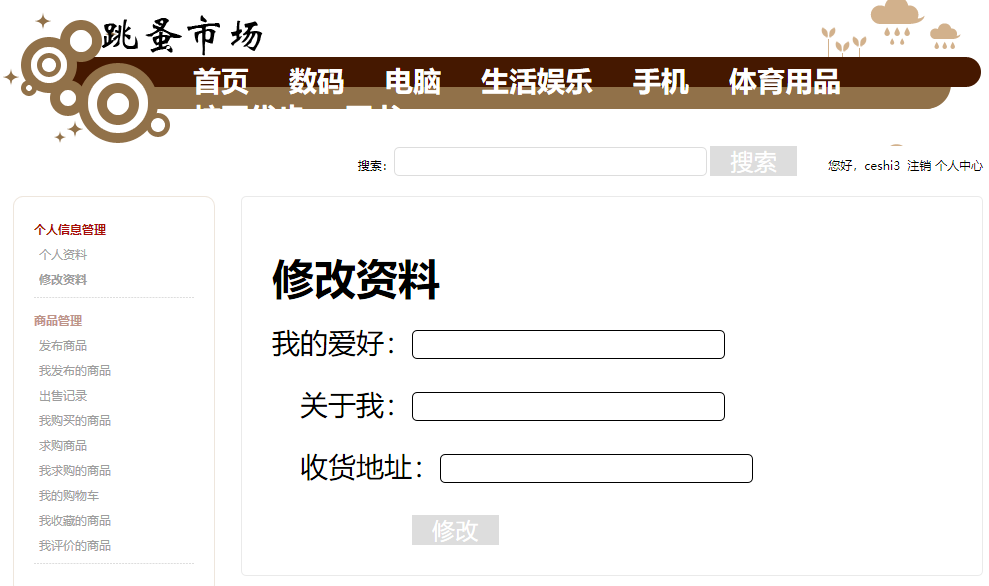 跳蚤市场
首页 数码 电脑 生活娱乐 手机 体育用品
搜索： 搜索 您好，ceshi3 注销 个人中心
个人信息管理
个人资料
修改资料
商品管理
发布商品
我发布的商品
出售记录
我购买的商品
求购商品
我求购的商品
我的购物车
我收藏的商品
我评价的商品
修改资料
我的爱好：
关于我：
收货地址：
修改